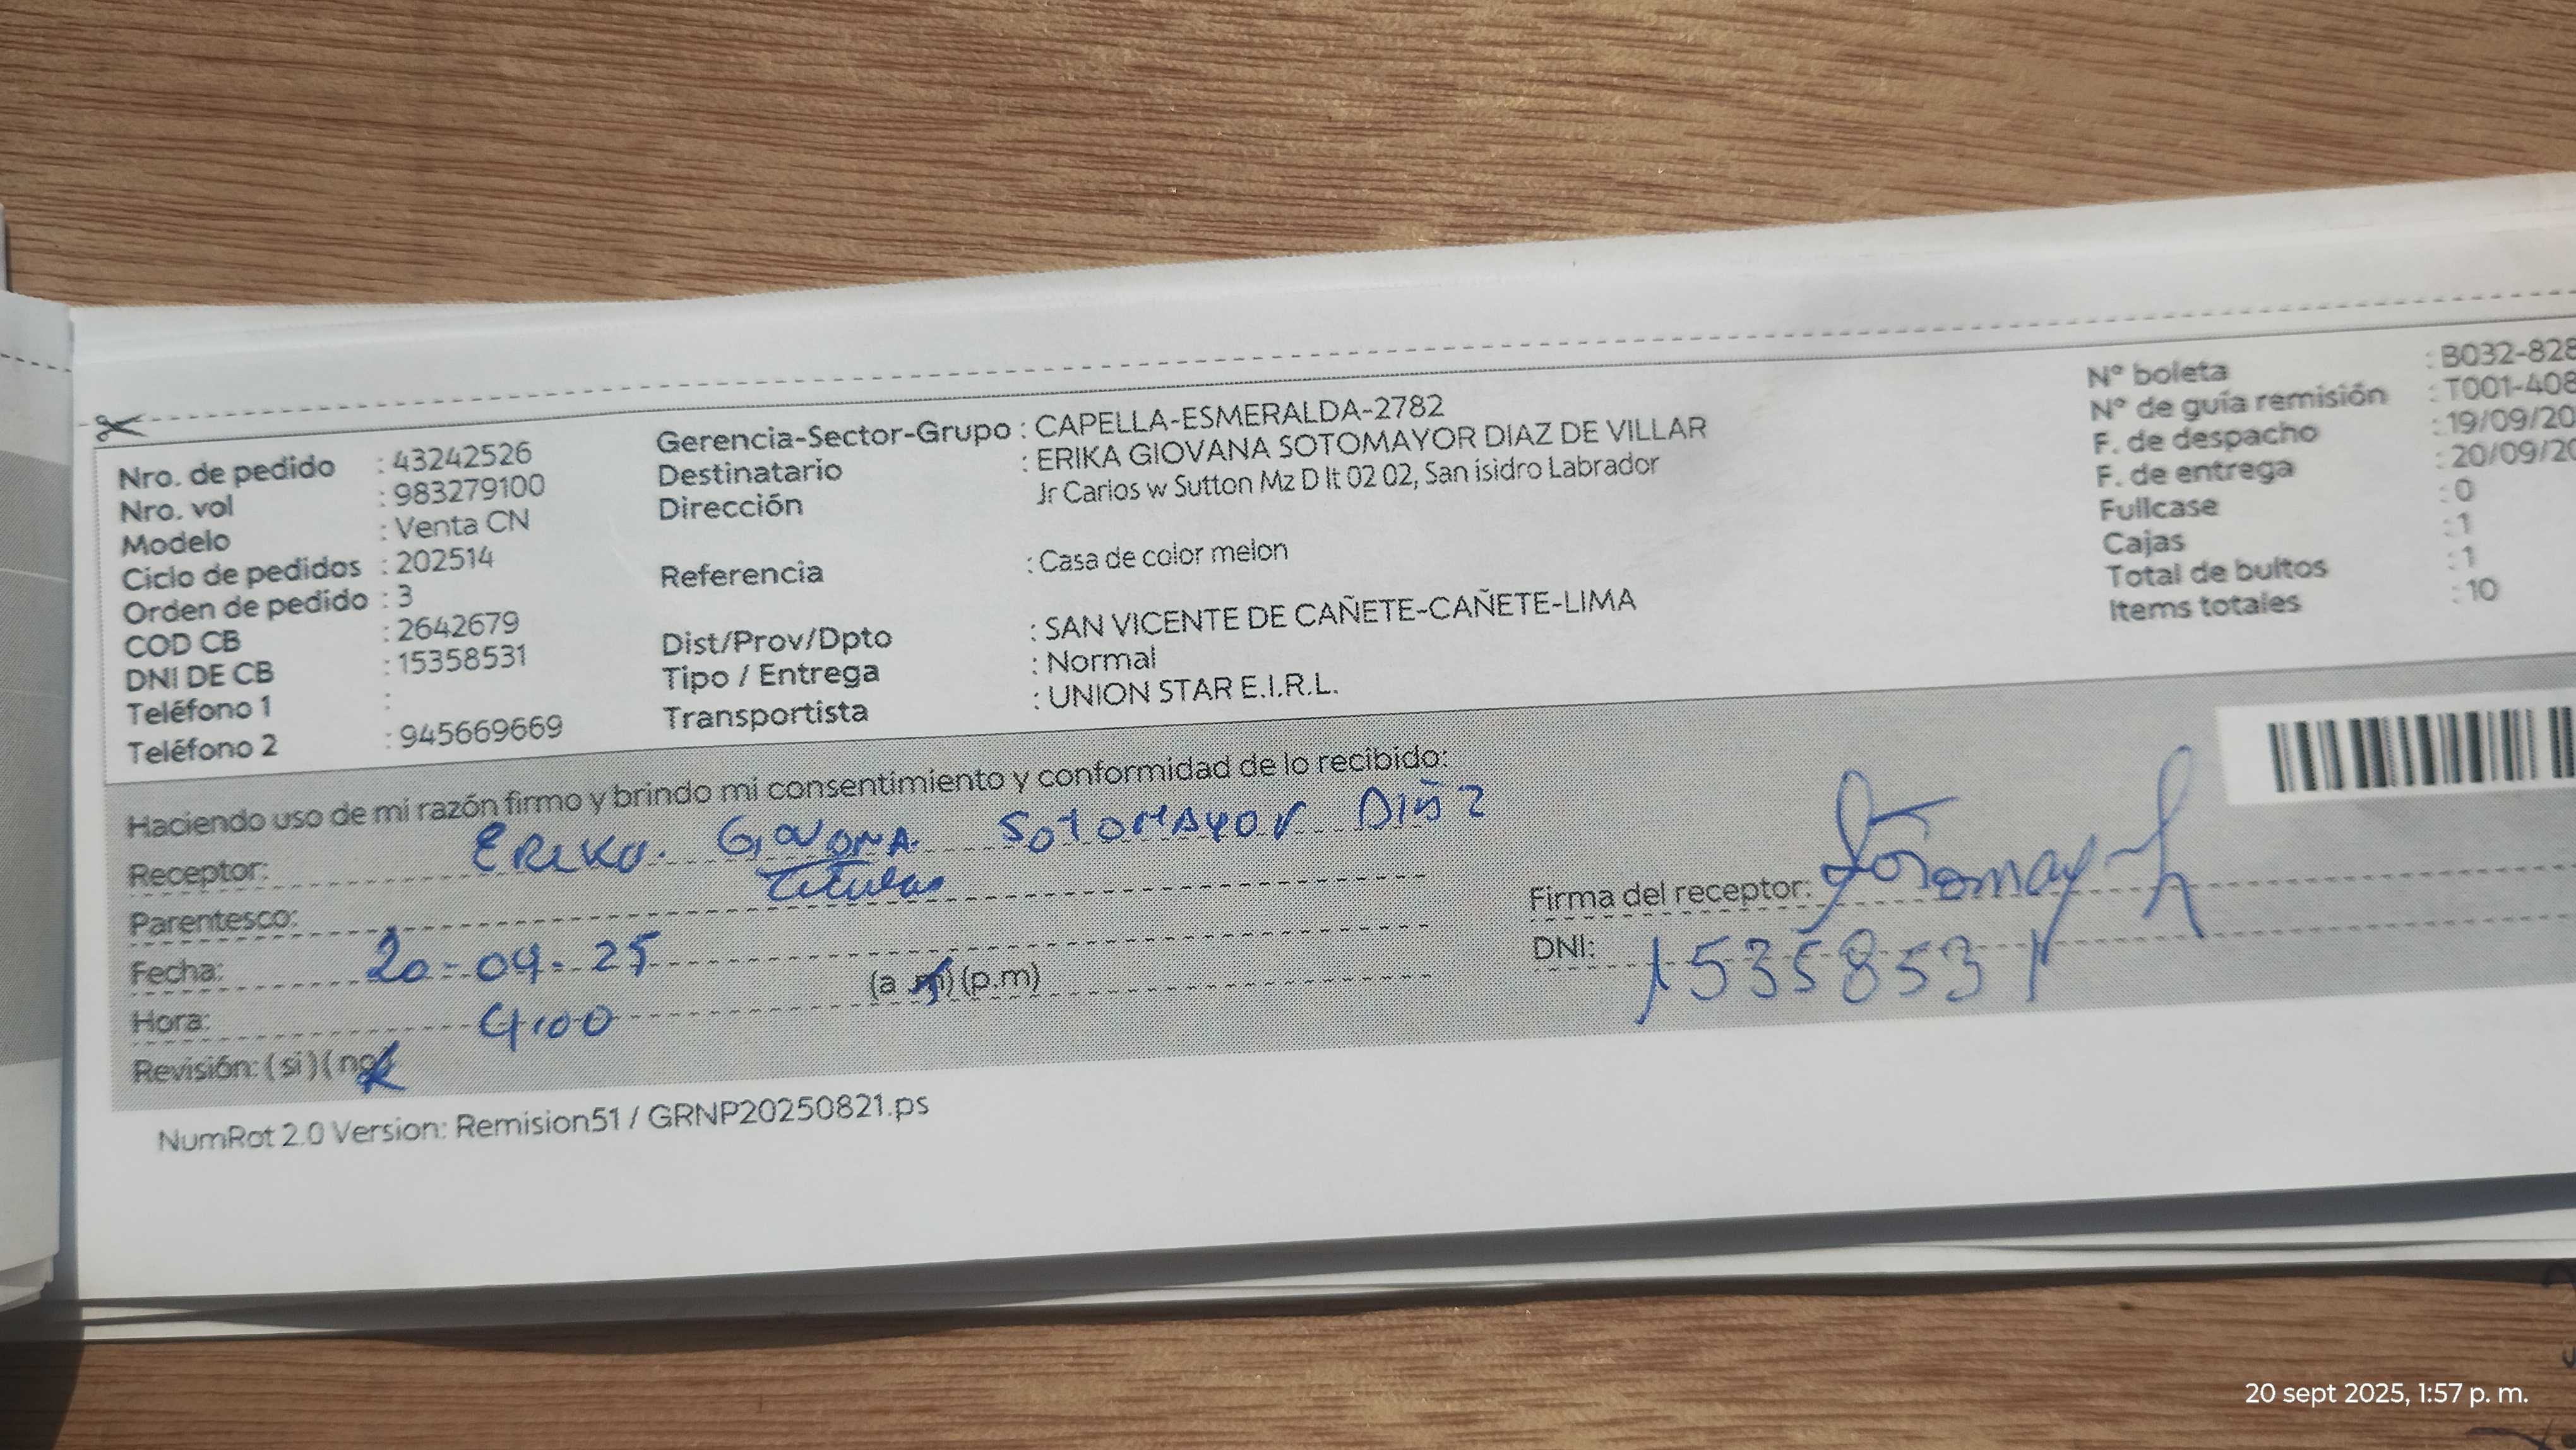 Nro. de pedido : 43242526
Nro. vol : 983279100
Modelo : Venta CN
Ciclo de pedidos : 202514
Orden de pedido : 3
COD CB : 2642679
DNI DE CB : 15358531
Teléfono 1 :
Teléfono 2 : 945669669
Gerencia-Sector-Grupo : CAPELLA-ESMERALDA-2782
Destinatario : ERIKA GIOVANA SOTOMAYOR DIAZ DE VILLAR
Dirección Jr Carlos w Sutton Mz D lt 02 02, San isidro Labrador
Referencia : Casa de color melon
Dist/Prov/Dpto : SAN VICENTE DE CAÑETE-CAÑETE-LIMA
Tipo / Entrega : Normal
Transportista : UNION STAR E.I.R.L.
N° boleta : B032-828
N° de guía remisión : T001-408
F. de despacho : 19/09/20
F. de entrega : 20/09/20
Fullcase : 0
Cajas : 1
Total de bultos : 1
Items totales : 10
Haciendo uso de mi razón firmo y brindo mi consentimiento y conformidad de lo recibido:
Receptor: SOTOMAYOR
Parentesco: Titular
Fecha: 20-09-25
Hora: (a.m) (p.m)
Revisión: (si) (no)
Firma del receptor:
DNI: 15358531
NumRot 2.0 Version: Remision51 / GRNP20250821.ps
20 sept 2025, 1:57 p. m.